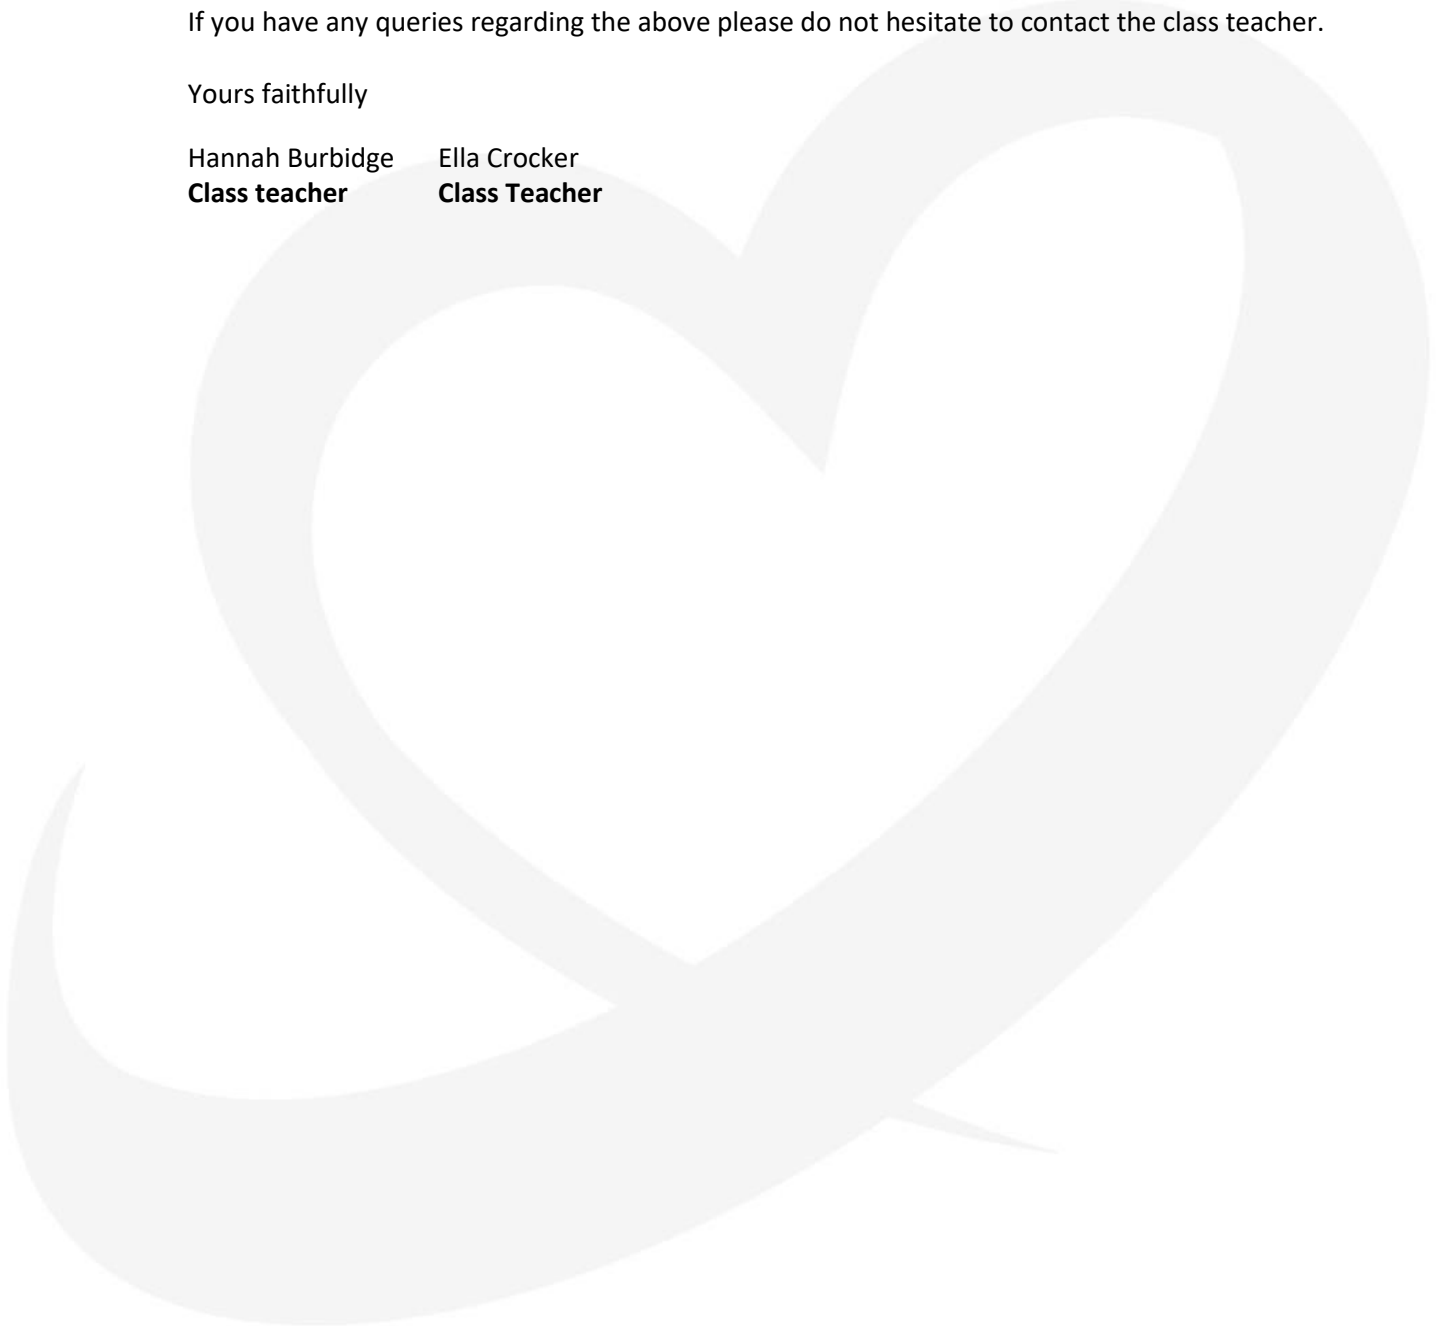 If you have any queries regarding the above please do not hesitate to contact the class teacher.
Yours faithfully
Hannah Burbidge Ella Crocker
Class teacher Class Teacher